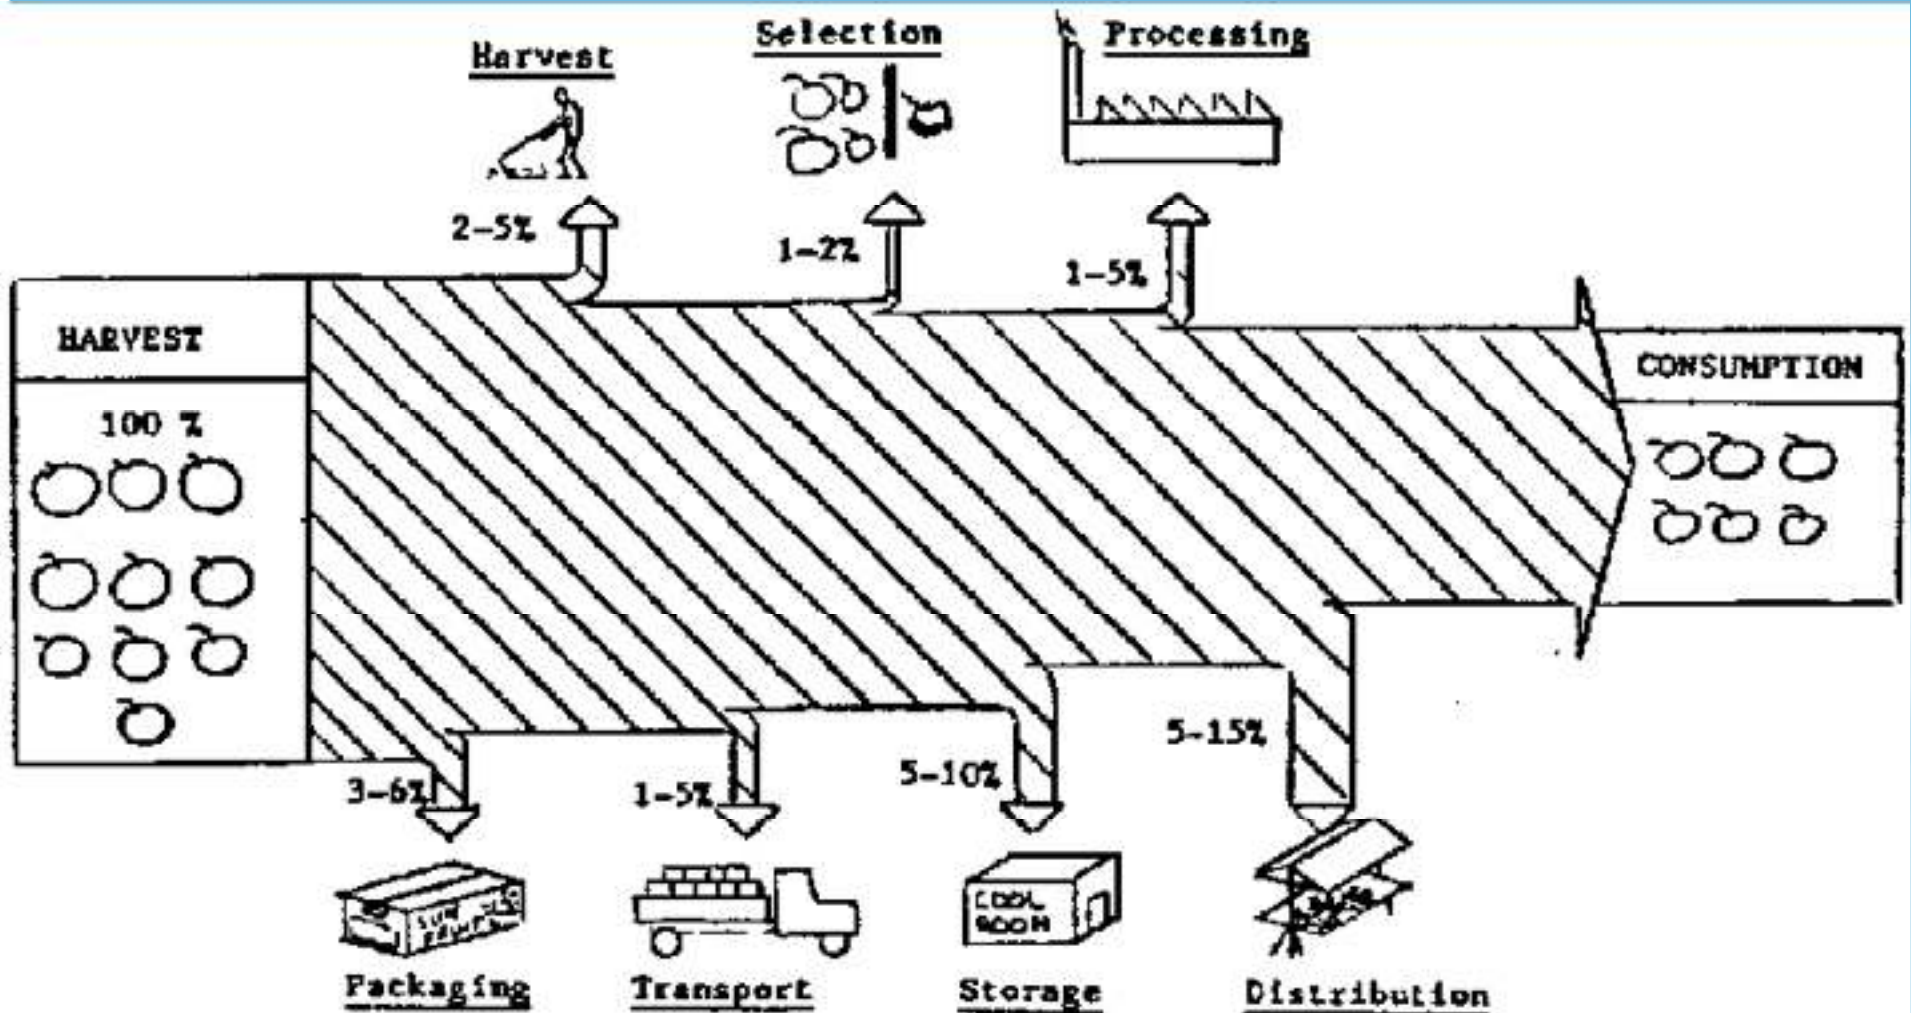 Harvest
Selection
Processing
2-5%
1-2%
1-5%
HARVEST
100 %
CONSUMPTION
3-6%
1-5%
5-10%
5-15%
COOL
ROOM
Packaging
Transport
Storage
Distribution